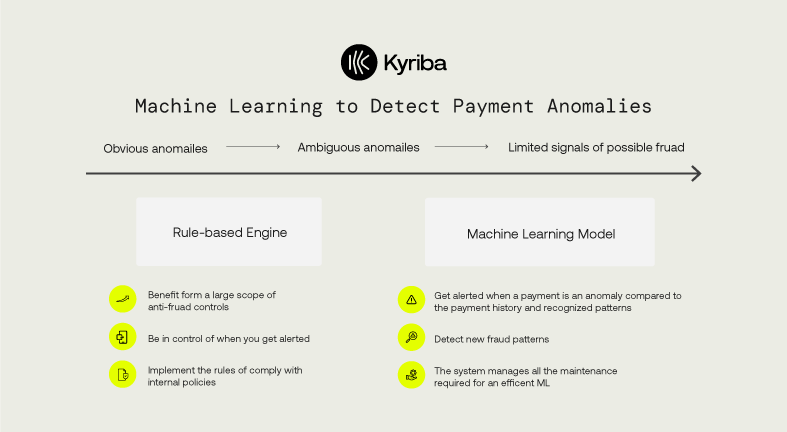 Kyriba
Machine Learning to Detect Payment Anomalies
Obvious anomailes
Ambiguous anomailes
Limited signals of possible fruad
Rule-based Engine
Benefit form a large scope of
anti-fruad controls
Be in control of when you get alerted
Implement the rules of comply with
internal policies
Machine Learning Model
Get alerted when a payment is an anomaly compared to
the payment history and recognized patterns
Detect new fraud patterns
The system manages all the maintenance
required for an efficent ML